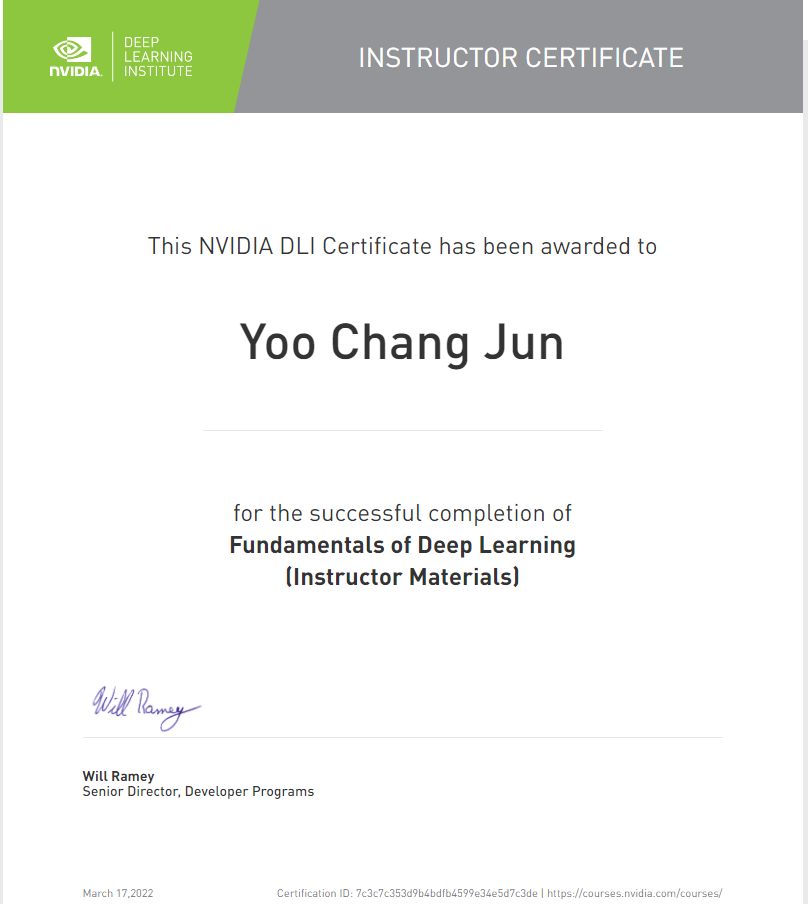 NVIDIA.
DEEP
LEARNING
INSTITUTE
INSTRUCTOR CERTIFICATE
This NVIDIA DLI Certificate has been awarded to
Yoo Chang Jun
for the successful completion of
Fundamentals of Deep Learning
(Instructor Materials)
Will Ramey
Will Ramey
Senior Director, Developer Programs
March 17,2022
Certification ID: 7c3c7c353d9b4bdfb4599e34e5d7c3de | https://courses.nvidia.com/courses/